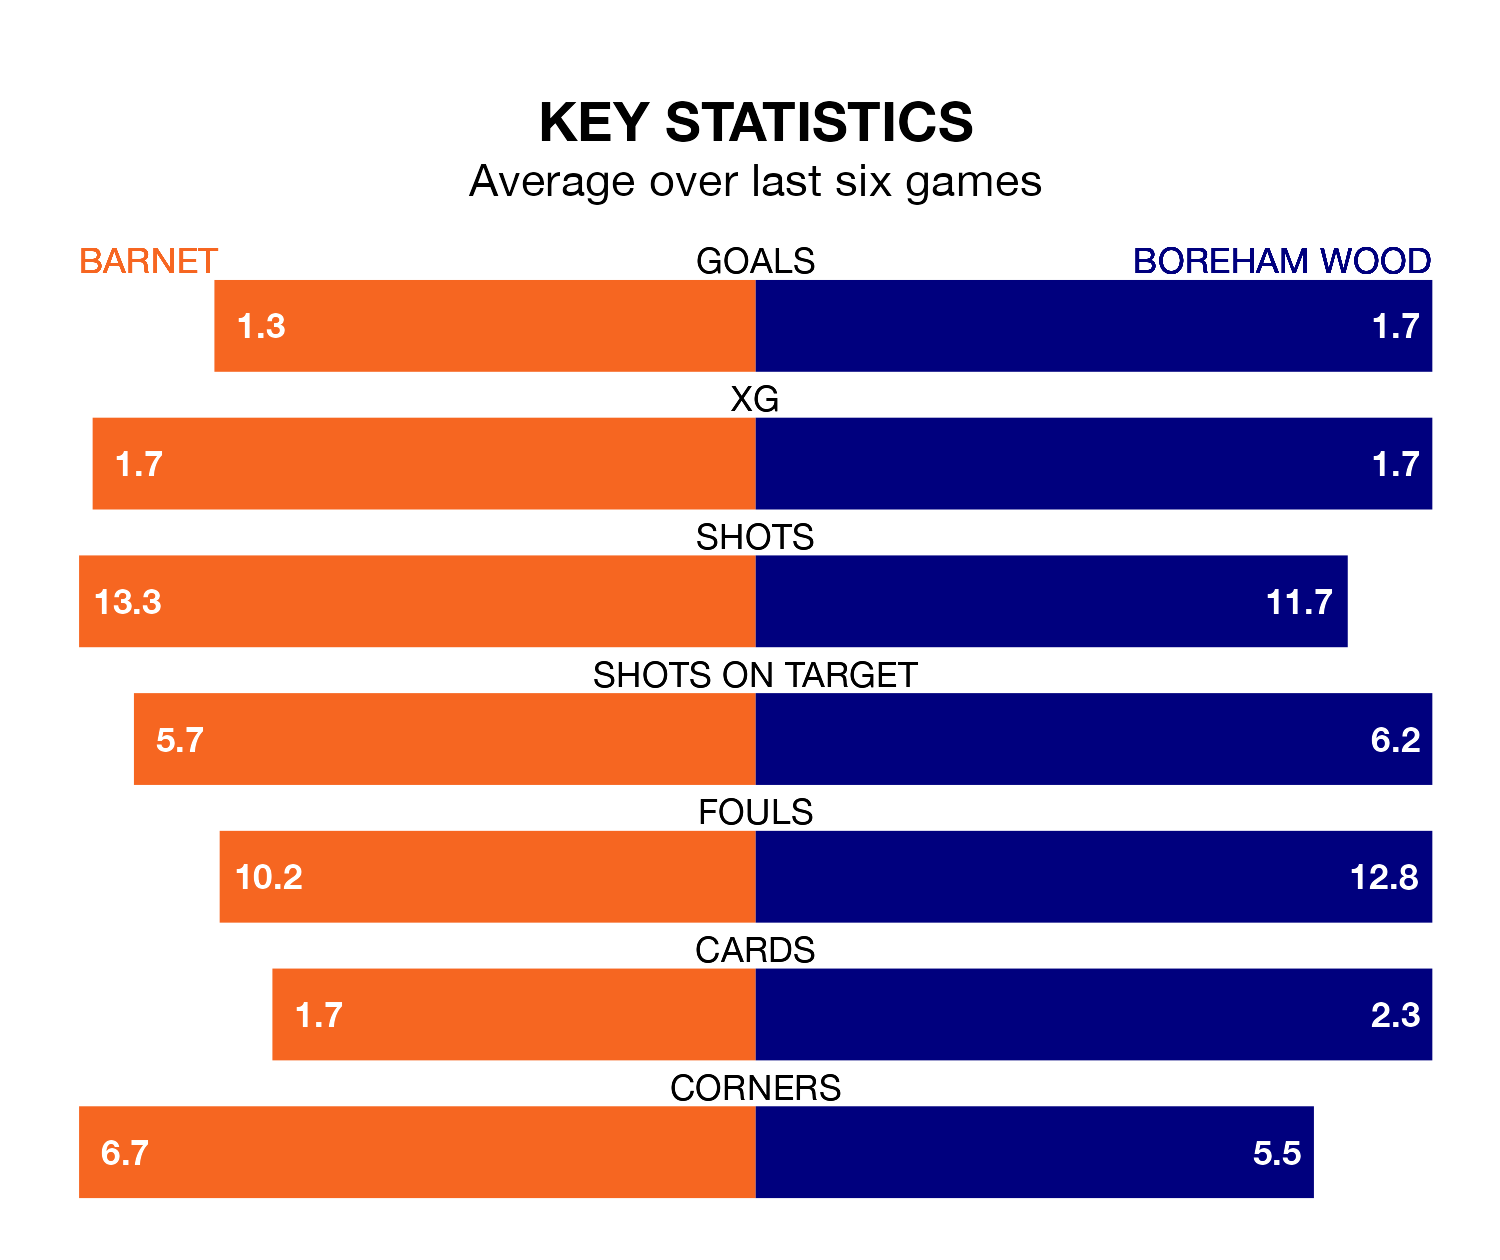 KEY STATISTICS
Average over last six games
BARNET GOALS BOREHAM WOOD
1.3 1.7
XG
1.7 1.7
SHOTS
13.3 11.7
SHOTS ON TARGET
5.7 6.2
FOULS
10.2 12.8
CARDS
1.7 2.3
CORNERS
6.7 5.5